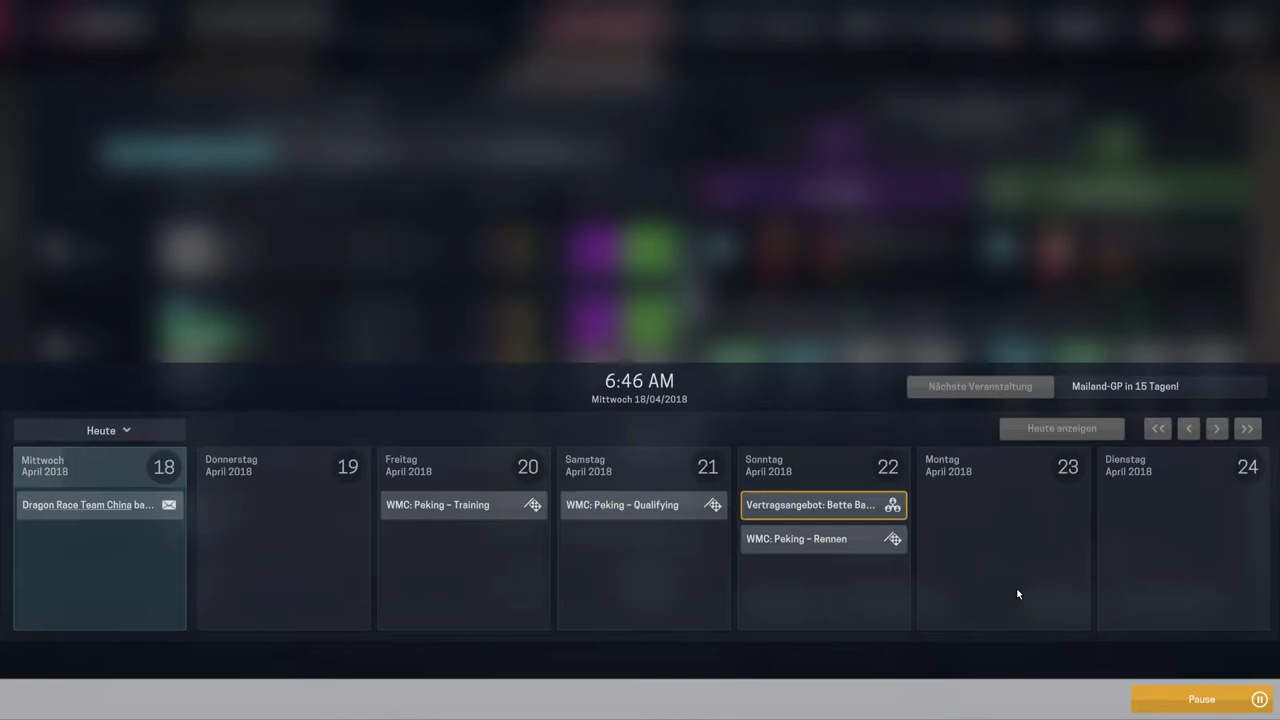 6:46 AM
Mittwoch 18/04/2018
Nächste Veranstaltung
Mailand-GP in 15 Tagen!
Heute
Heute anzeigen
Mittwoch
April 2018
18
Donnerstag
April 2018
19
Freitag
April 2018
20
Samstag
April 2018
21
Sonntag
April 2018
22
Montag
April 2018
23
Dienstag
April 2018
24
Dragon Race Team China ba...
WMC: Peking – Training
WMC: Peking – Qualifying
Vertragsangebot: Bette Ba...
WMC: Peking – Rennen
Pause